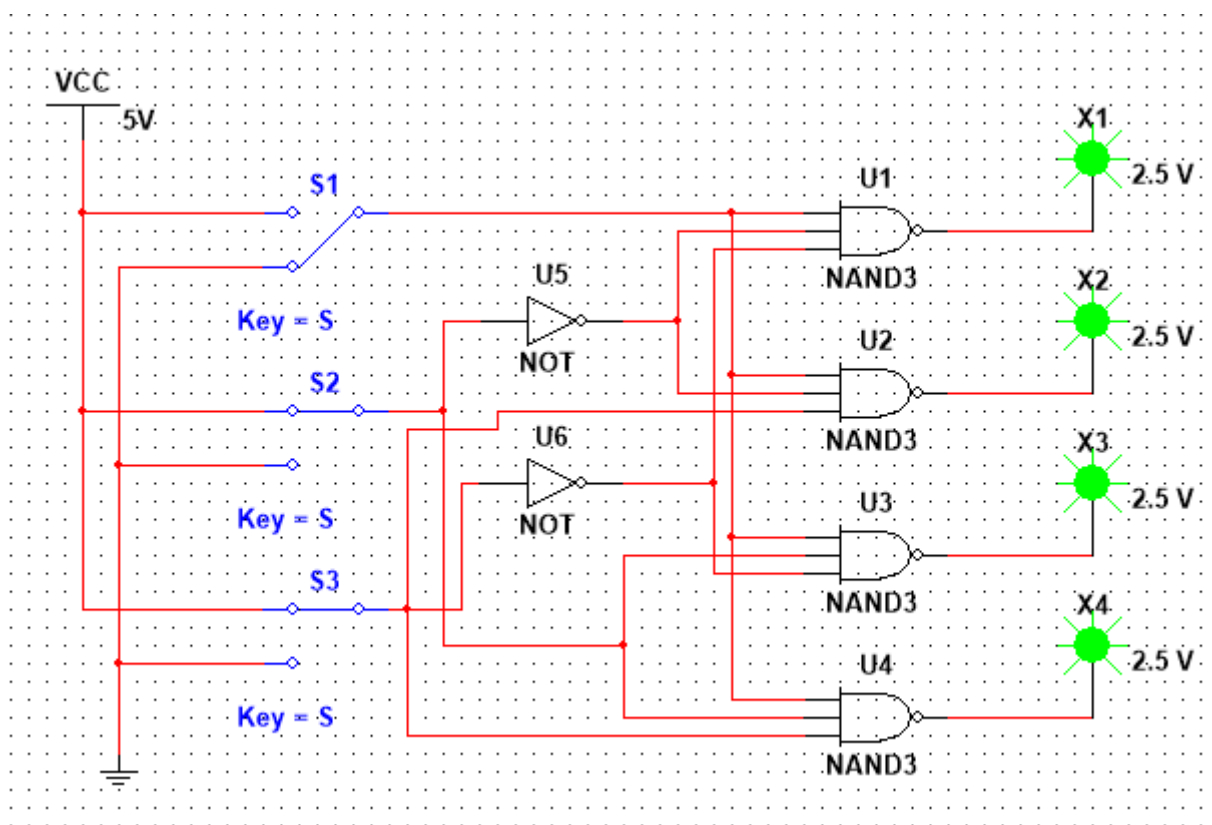 VCC
5V
S1
Key = S
S2
Key = S
S3
Key = S
U5
NOT
U6
NOT
U1
NAND3
U2
NAND3
U3
NAND3
U4
NAND3
X1
2.5 V
X2
2.5 V
X3
2.5 V
X4
2.5 V